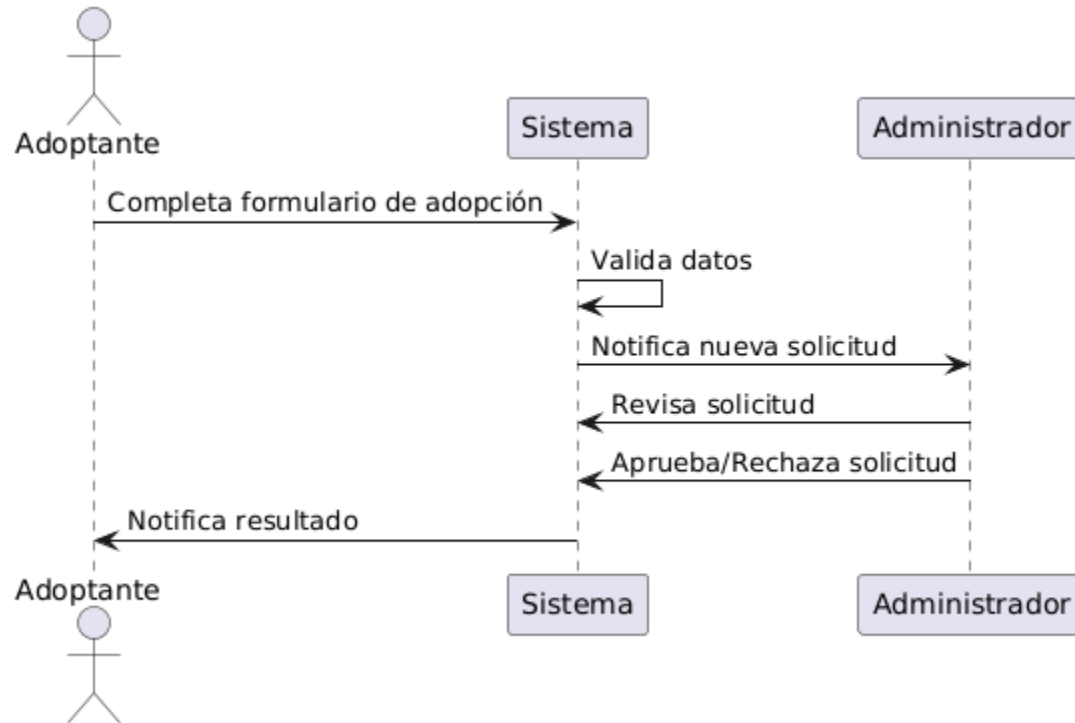 Adoptante
Sistema
Administrador
Completa formulario de adopción
Valida datos
Notifica nueva solicitud
Revisa solicitud
Aprueba/Rechaza solicitud
Notifica resultado
Adoptante
Sistema
Administrador